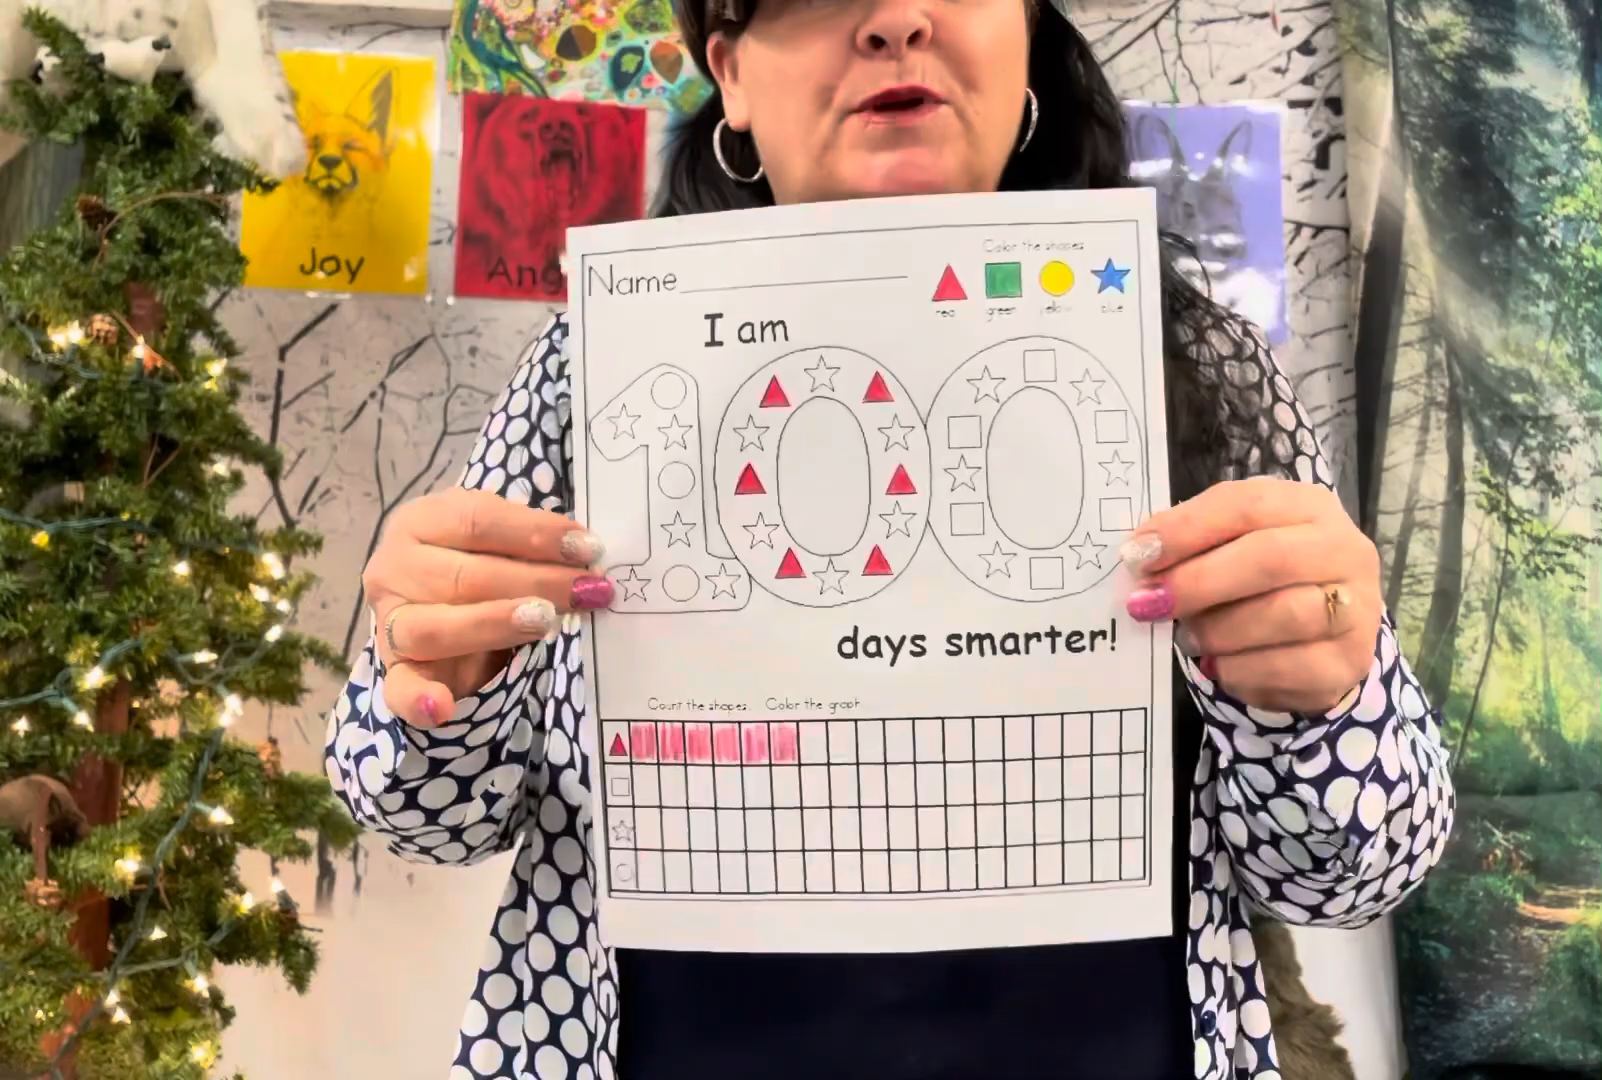 Joy
Ang
Name
Color the shapes
red green yellow blue
I am
100
days smarter!
Count the shapes. Color the graph.